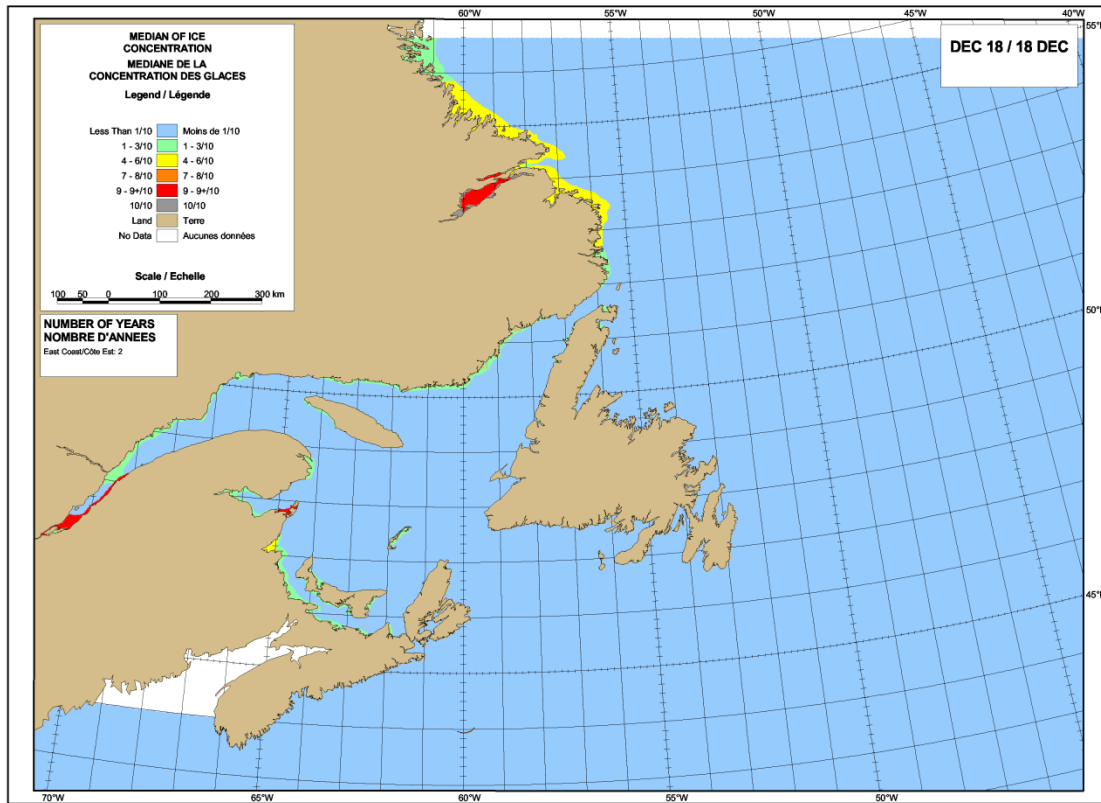 60°W
55°W
50°W
45°W
40°W
55°N
MEDIAN OF ICE
CONCENTRATION
MEDIANE DE LA
CONCENTRATION DES GLACES
Legend / Légende
Less Than 1/10 Moins de 1/10
1 - 3/10 1 - 3/10
4 - 6/10 4 - 6/10
7 - 8/10 7 - 8/10
9 - 9+/10 9 - 9+/10
10/10 10/10
Land Terre
No Data Aucunes données
Scale / Echelle
100 50 0 100 200 300 km
DEC 18 / 18 DEC
NUMBER OF YEARS
NOMBRE D'ANNEES
East Coast/Côte Est: 2
50°N
45°N
70°W
65°W
60°W
55°W
50°W